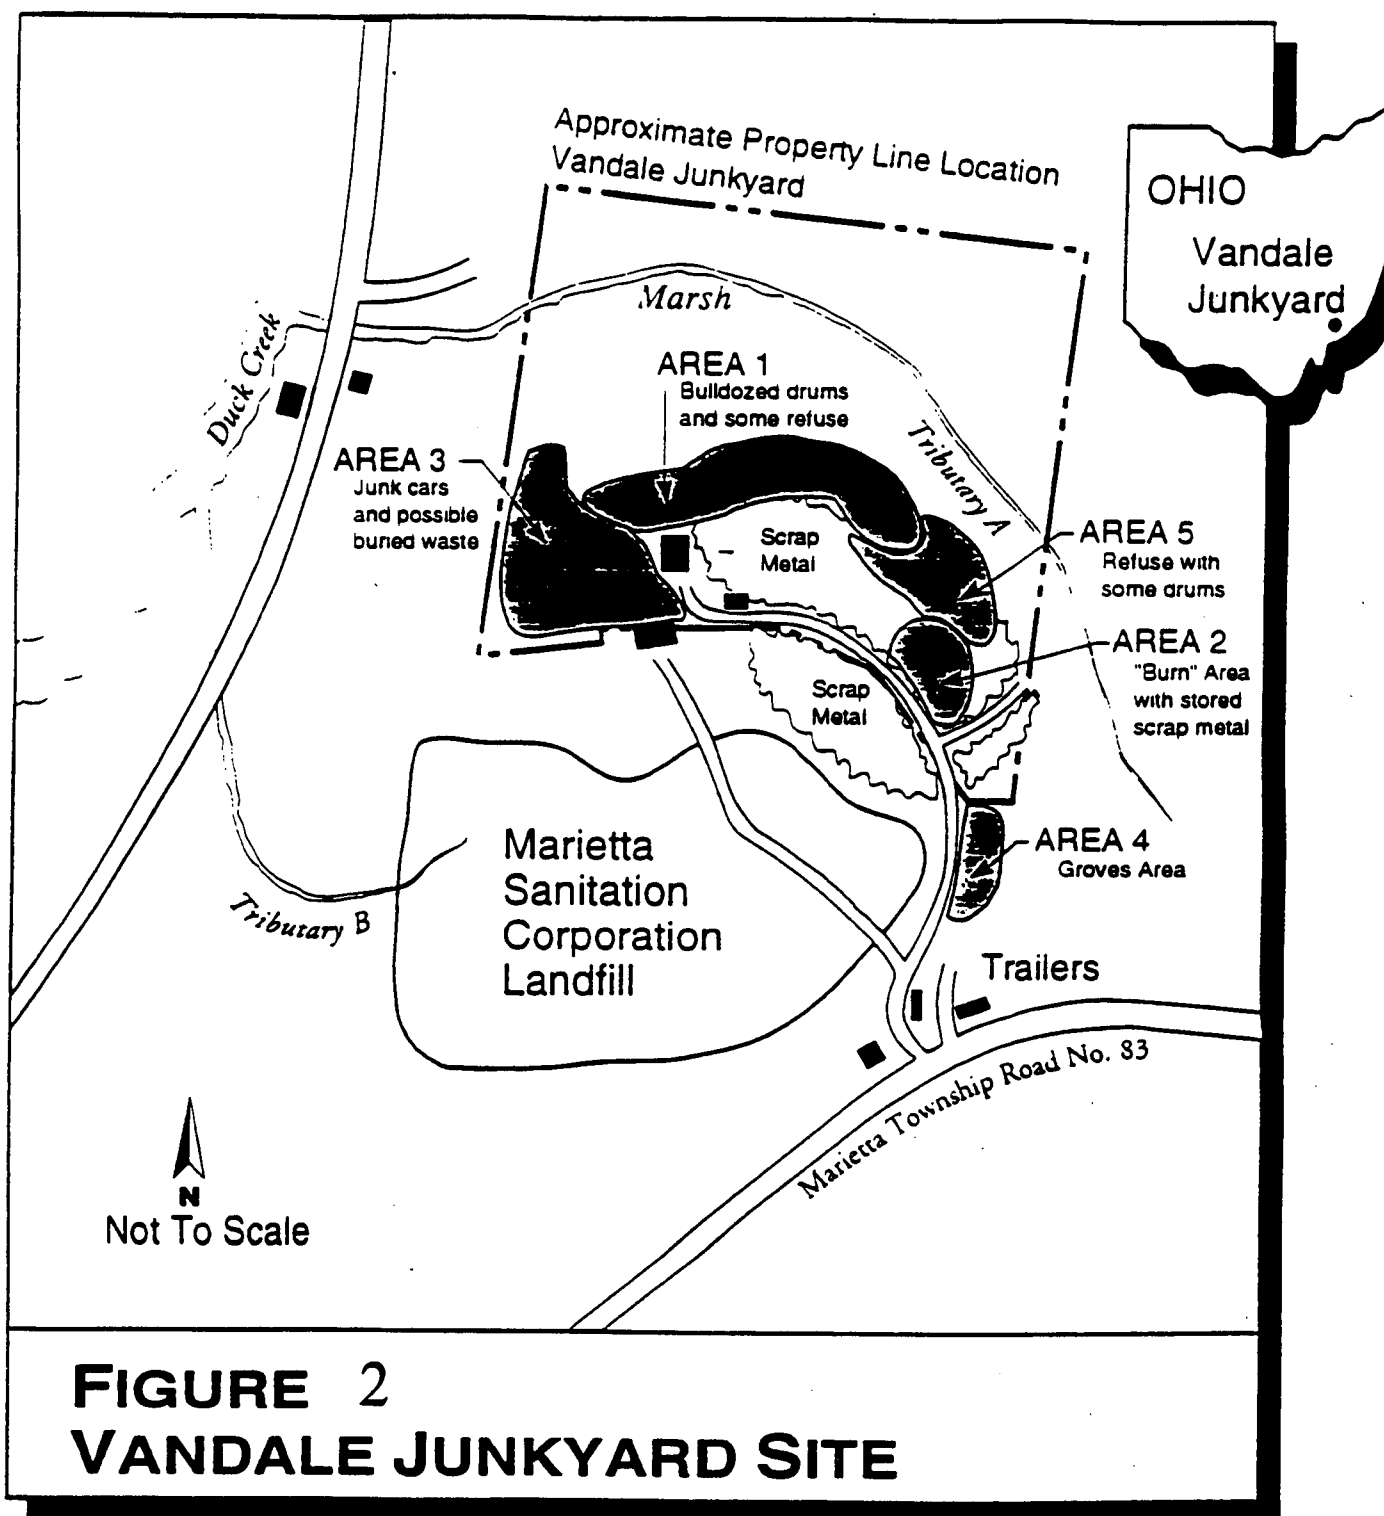 Approximate Property Line Location
Vandale Junkyard
OHIO
Vandale
Junkyard
Marsh
Duck Creek
AREA 1
Bulldozed drums
and some refuse
AREA 3
Junk cars
and possible
buried waste
Tributary A
Scrap
Metal
AREA 5
Refuse with
some drums
AREA 2
"Burn" Area
with stored
scrap metal
Scrap
Metal
Marietta
Sanitation
Corporation
Landfill
AREA 4
Groves Area
Tributary B
Trailers
Marietta Township Road No. 83
N
Not To Scale
FIGURE 2
VANDALE JUNKYARD SITE